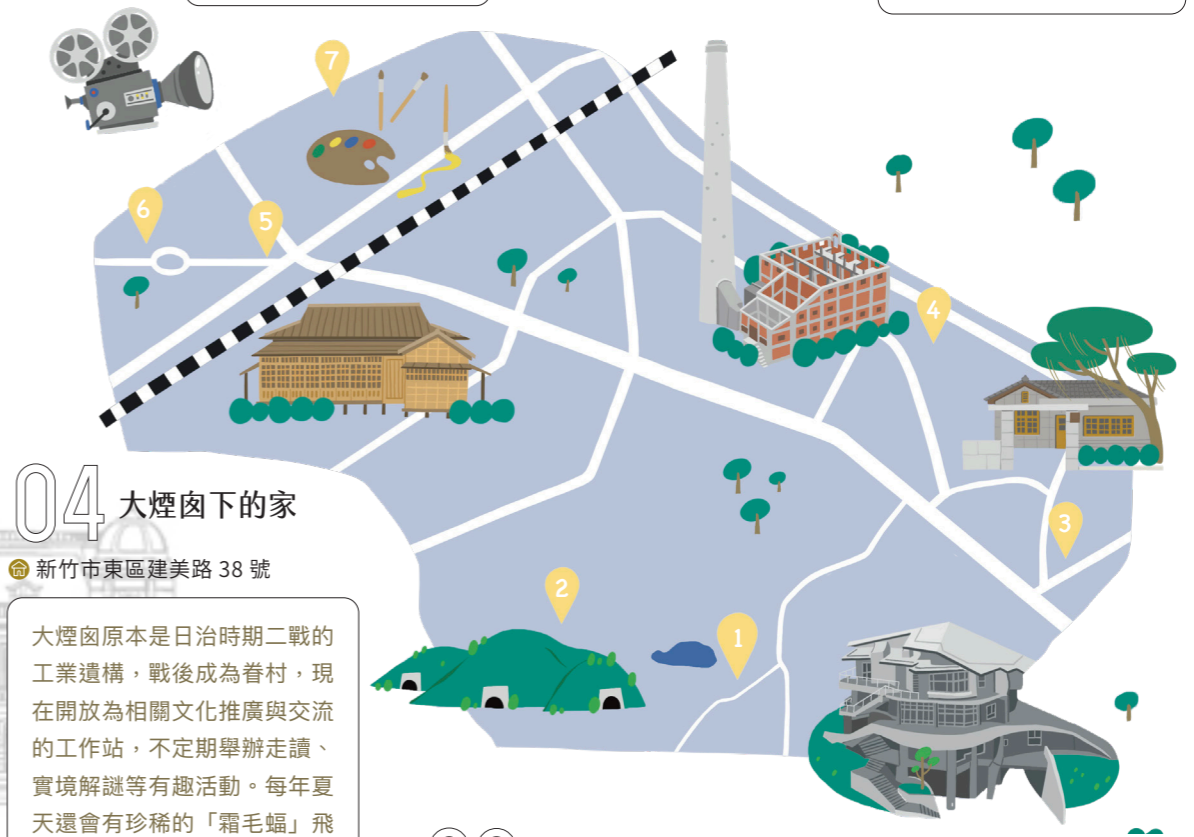 7
6
5
4
3
2
1
04 大煙囪下的家
新竹市東區建美路 38 號
大煙囪原本是日治時期二戰的
工業遺構，戰後成為眷村，現
在開放為相關文化推廣與交流
的工作站，不定期舉辦走讀、
實境解謎等有趣活動。每年夏
天還會有珍稀的「霜毛蝠」飛